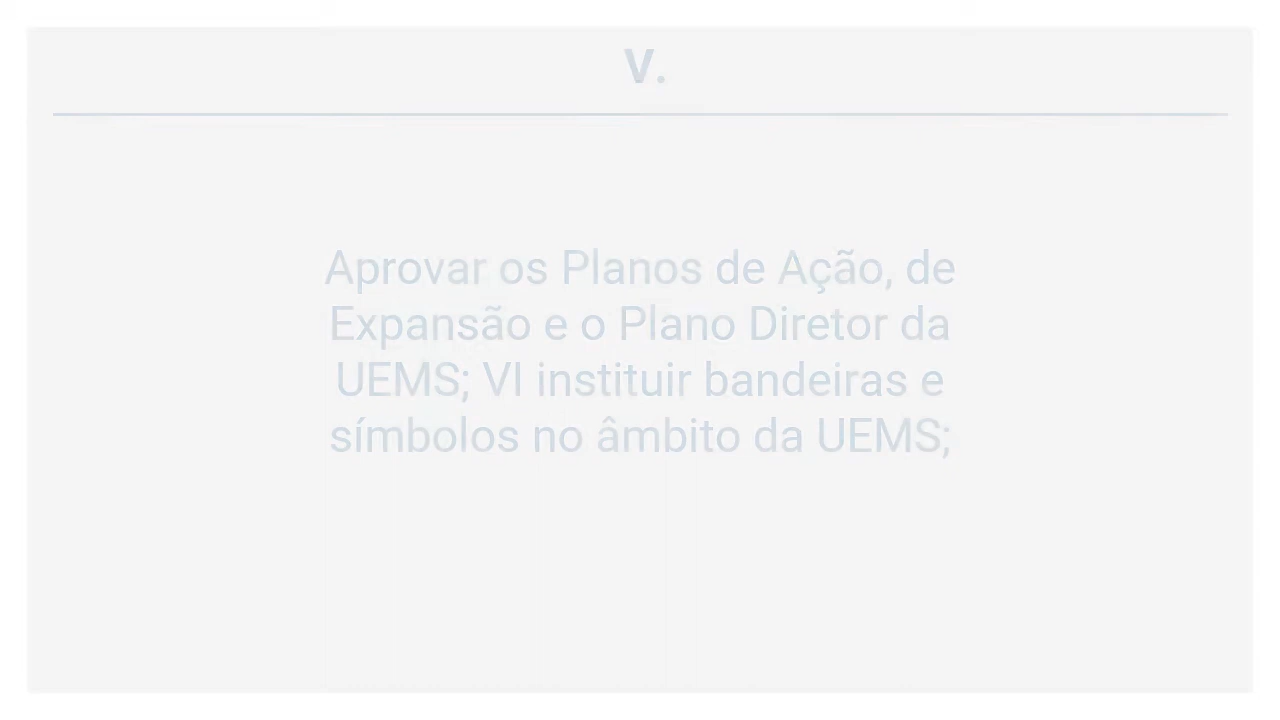 V.
Aprovar os Planos de Ação, de
Expansão e o Plano Diretor da
UEMS; VI instituir bandeiras e
símbolos no âmbito da UEMS;